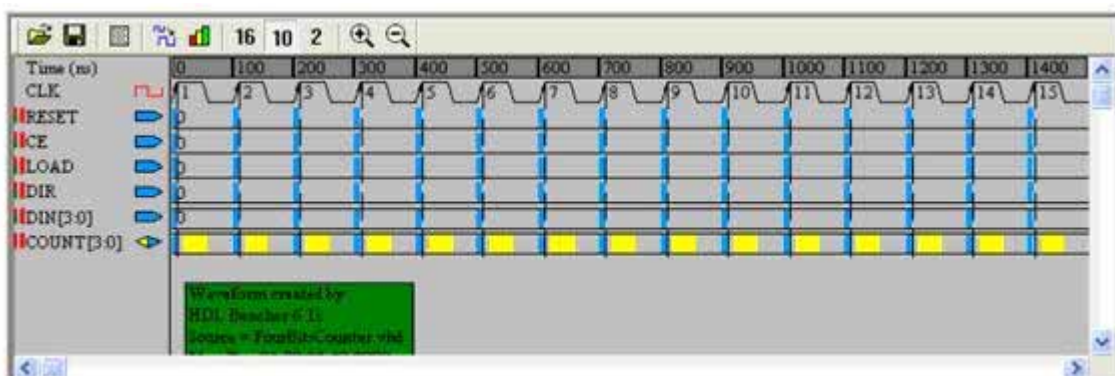 16 10 2
Time (ns) 0 100 200 300 400 500 600 700 800 900 1000 1100 1200 1300 1400
CLK 1 2 3 4 5 6 7 8 9 10 11 12 13 14 15
RESET 0
CE 0
LOAD 0
DIR 0
DIN[3:0] 0
COUNT[3:0]
Waveform created by
HDL Bencher 6.1i
Source = FourBitsCounter.vhd